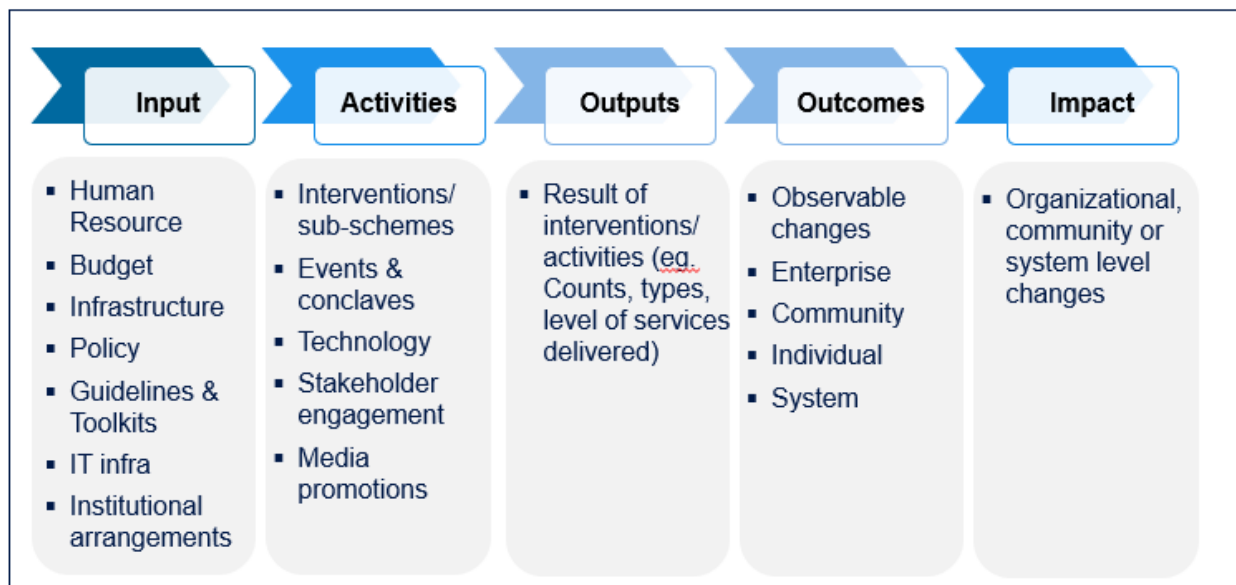 Input
Activities
Outputs
Outcomes
Impact
▪ Human
Resource
▪ Budget
▪ Infrastructure
▪ Policy
▪ Guidelines &
Toolkits
▪ IT infra
▪ Institutional
arrangements
▪ Interventions/
sub-schemes
▪ Events &
conclaves
▪ Technology
▪ Stakeholder
engagement
▪ Media
promotions
▪ Result of
interventions/
activities (eg.
Counts, types,
level of services
delivered)
▪ Observable
changes
▪ Enterprise
▪ Community
▪ Individual
▪ System
▪ Organizational,
community or
system level
changes